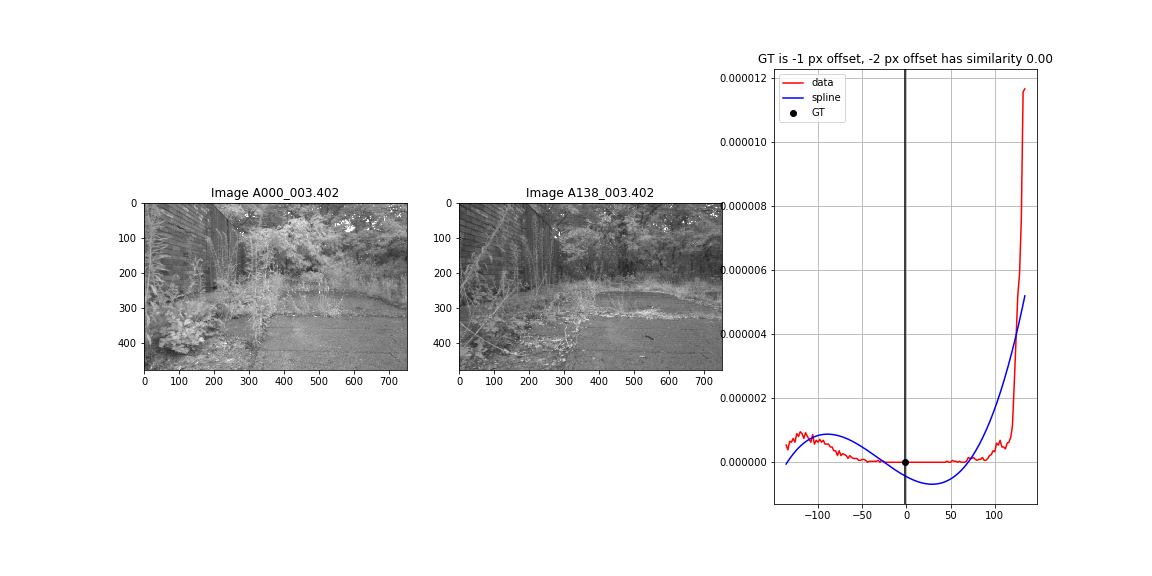 GT is -1 px offset, -2 px offset has similarity 0.00
0.000012
data
spline
GT
0.000010
Image A000_003.402
Image A138_003.402
0
0
0.000008
100
100
200
200
0.000006
300
300
0.000004
400
400
0 100 200 300 400 500 600 700
0 100 200 300 400 500 600 700
0.000002
0.000000
−100 −50 0 50 100